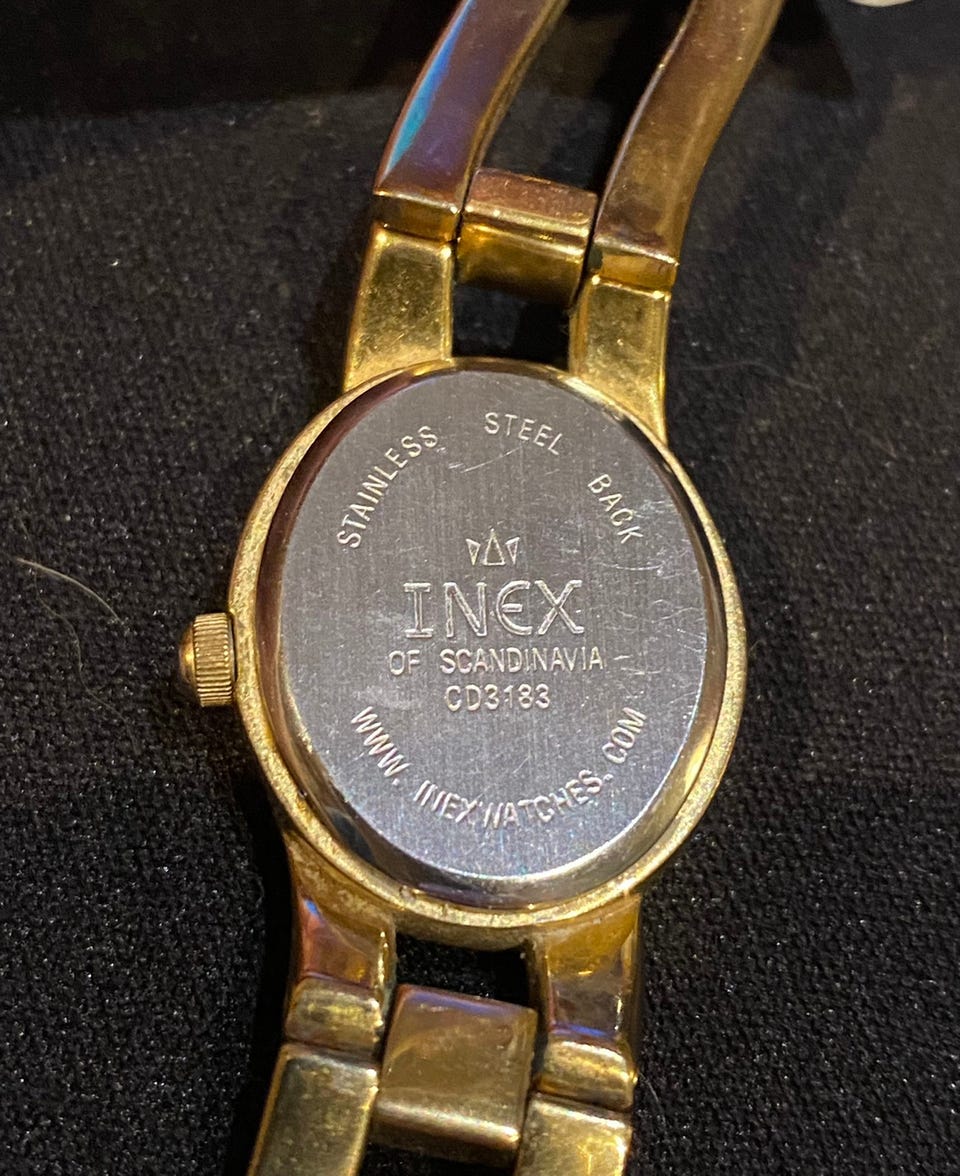 STAINLESS STEEL BACK
INEX
OF SCANDINAVIA
CD3183
WWW. INEXWATCHES. COM